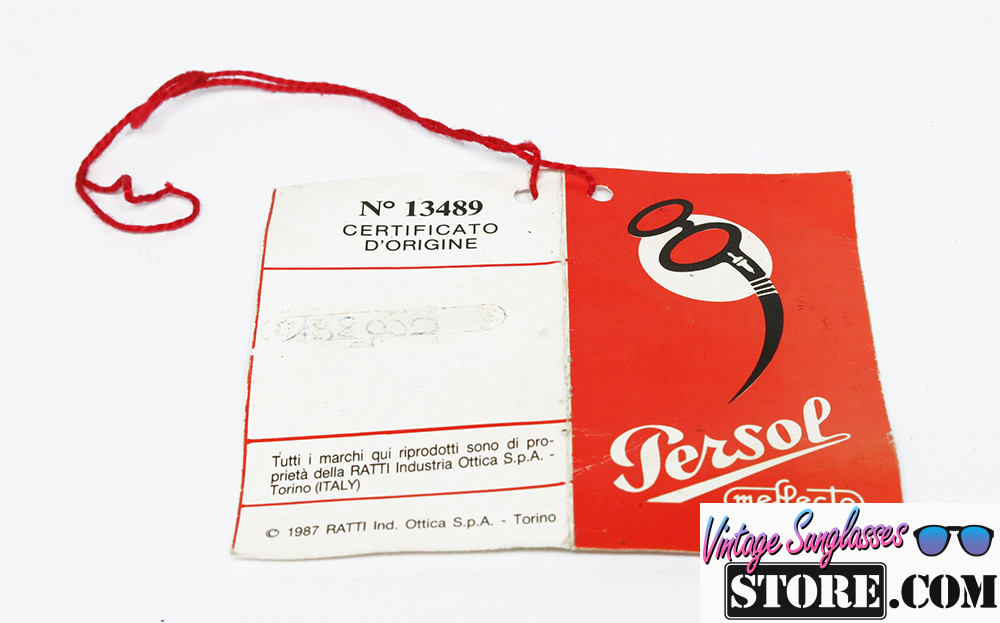 Nº 13489
CERTIFICATO
D'ORIGINE
Tutti i marchi qui riprodotti sono di pro-
prietà della RATTI Industria Ottica S.p.A. -
Torino (ITALY)
© 1987 RATTI Ind. Ottica S.p.A. - Torino
Persol
meflecto
Vintage Sunglasses
STORE.COM